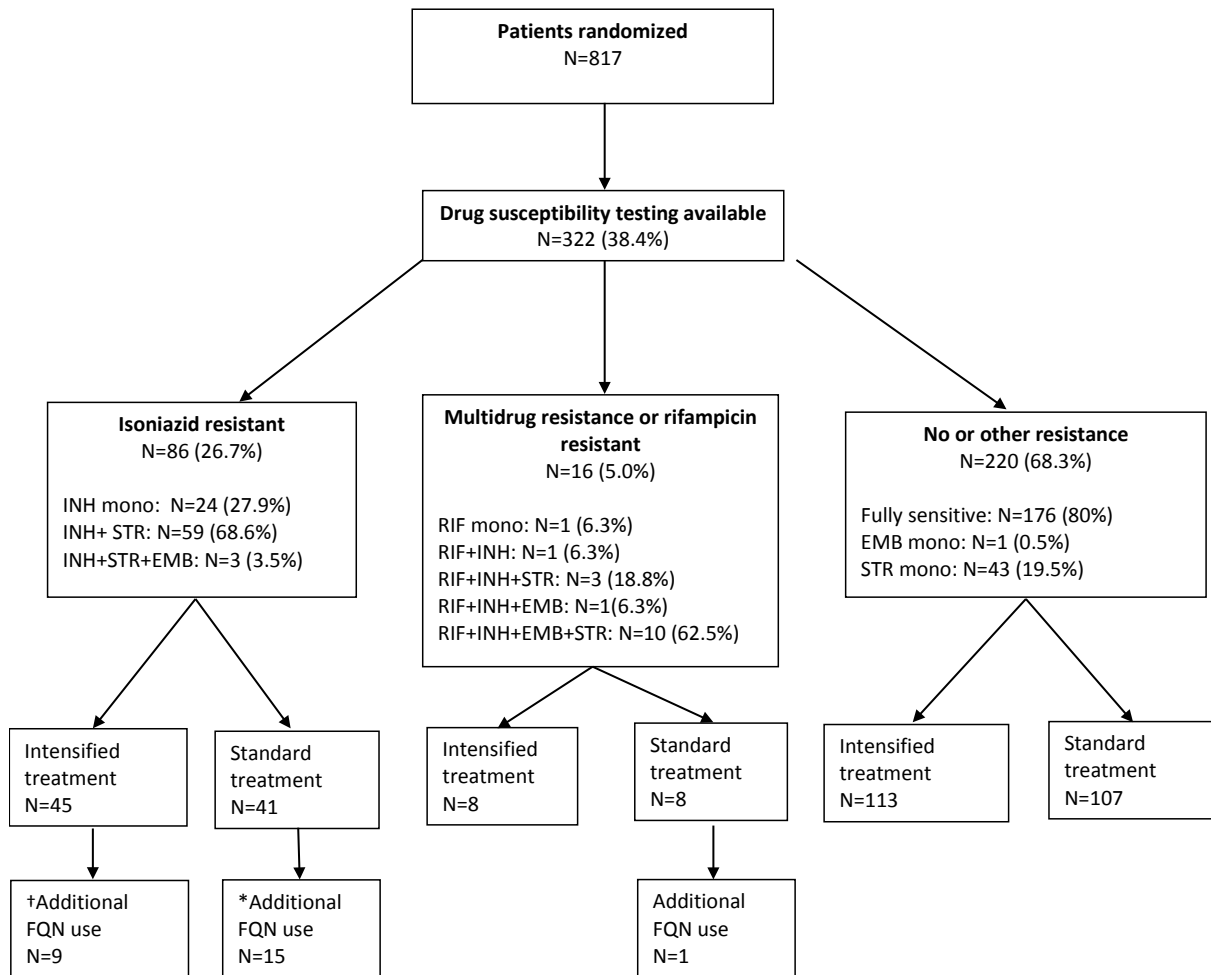 Patients randomized
N=817
Drug susceptibility testing available
N=322 (38.4%)
Isoniazid resistant
N=86 (26.7%)
INH mono:  N=24 (27.9%)
INH+ STR: N=59 (68.6%)
INH+STR+EMB: N=3 (3.5%)
Multidrug resistance or rifampicin
resistant
N=16 (5.0%)
RIF mono: N=1 (6.3%)
RIF+INH: N=1 (6.3%)
RIF+INH+STR: N=3 (18.8%)
RIF+INH+EMB: N=1(6.3%)
RIF+INH+EMB+STR: N=10 (62.5%)
No or other resistance
N=220 (68.3%)
Fully sensitive: N=176 (80%)
EMB mono: N=1 (0.5%)
STR mono: N=43 (19.5%)
Intensified
treatment
N=45
Standard
treatment
N=41
Intensified
treatment
N=8
Standard
treatment
N=8
Intensified
treatment
N=113
Standard
treatment
N=107
†Additional
FQN use
N=9
*Additional
FQN use
N=15
Additional
FQN use
N=1